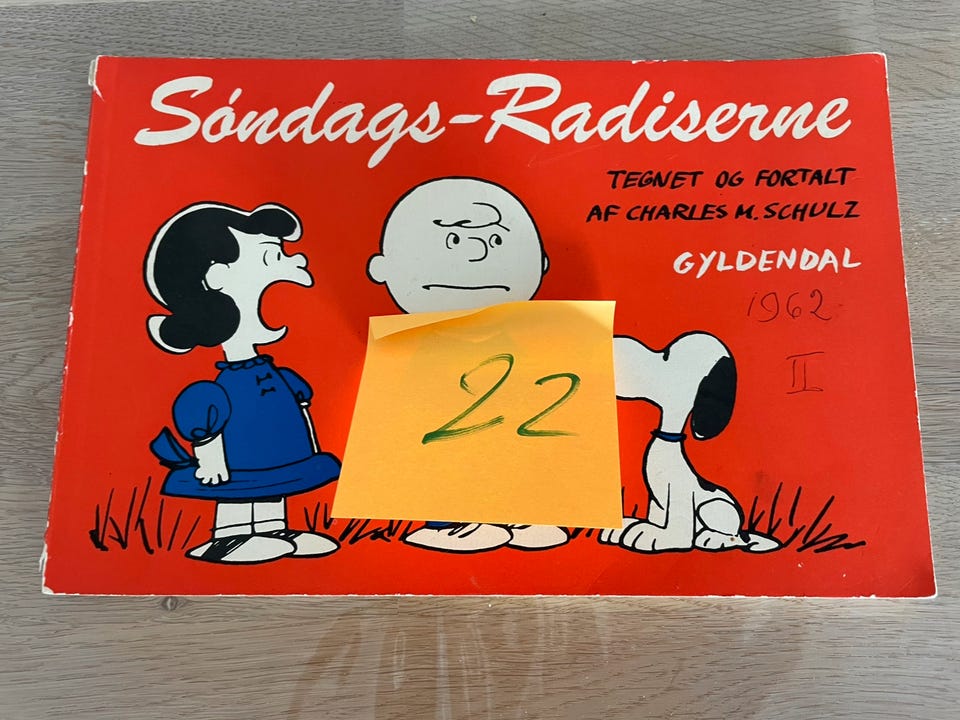 Søndags-Radiserne
TEGNET OG FORTALT
AF CHARLES M. SCHULZ
GYLDENDAL
1962
II
22